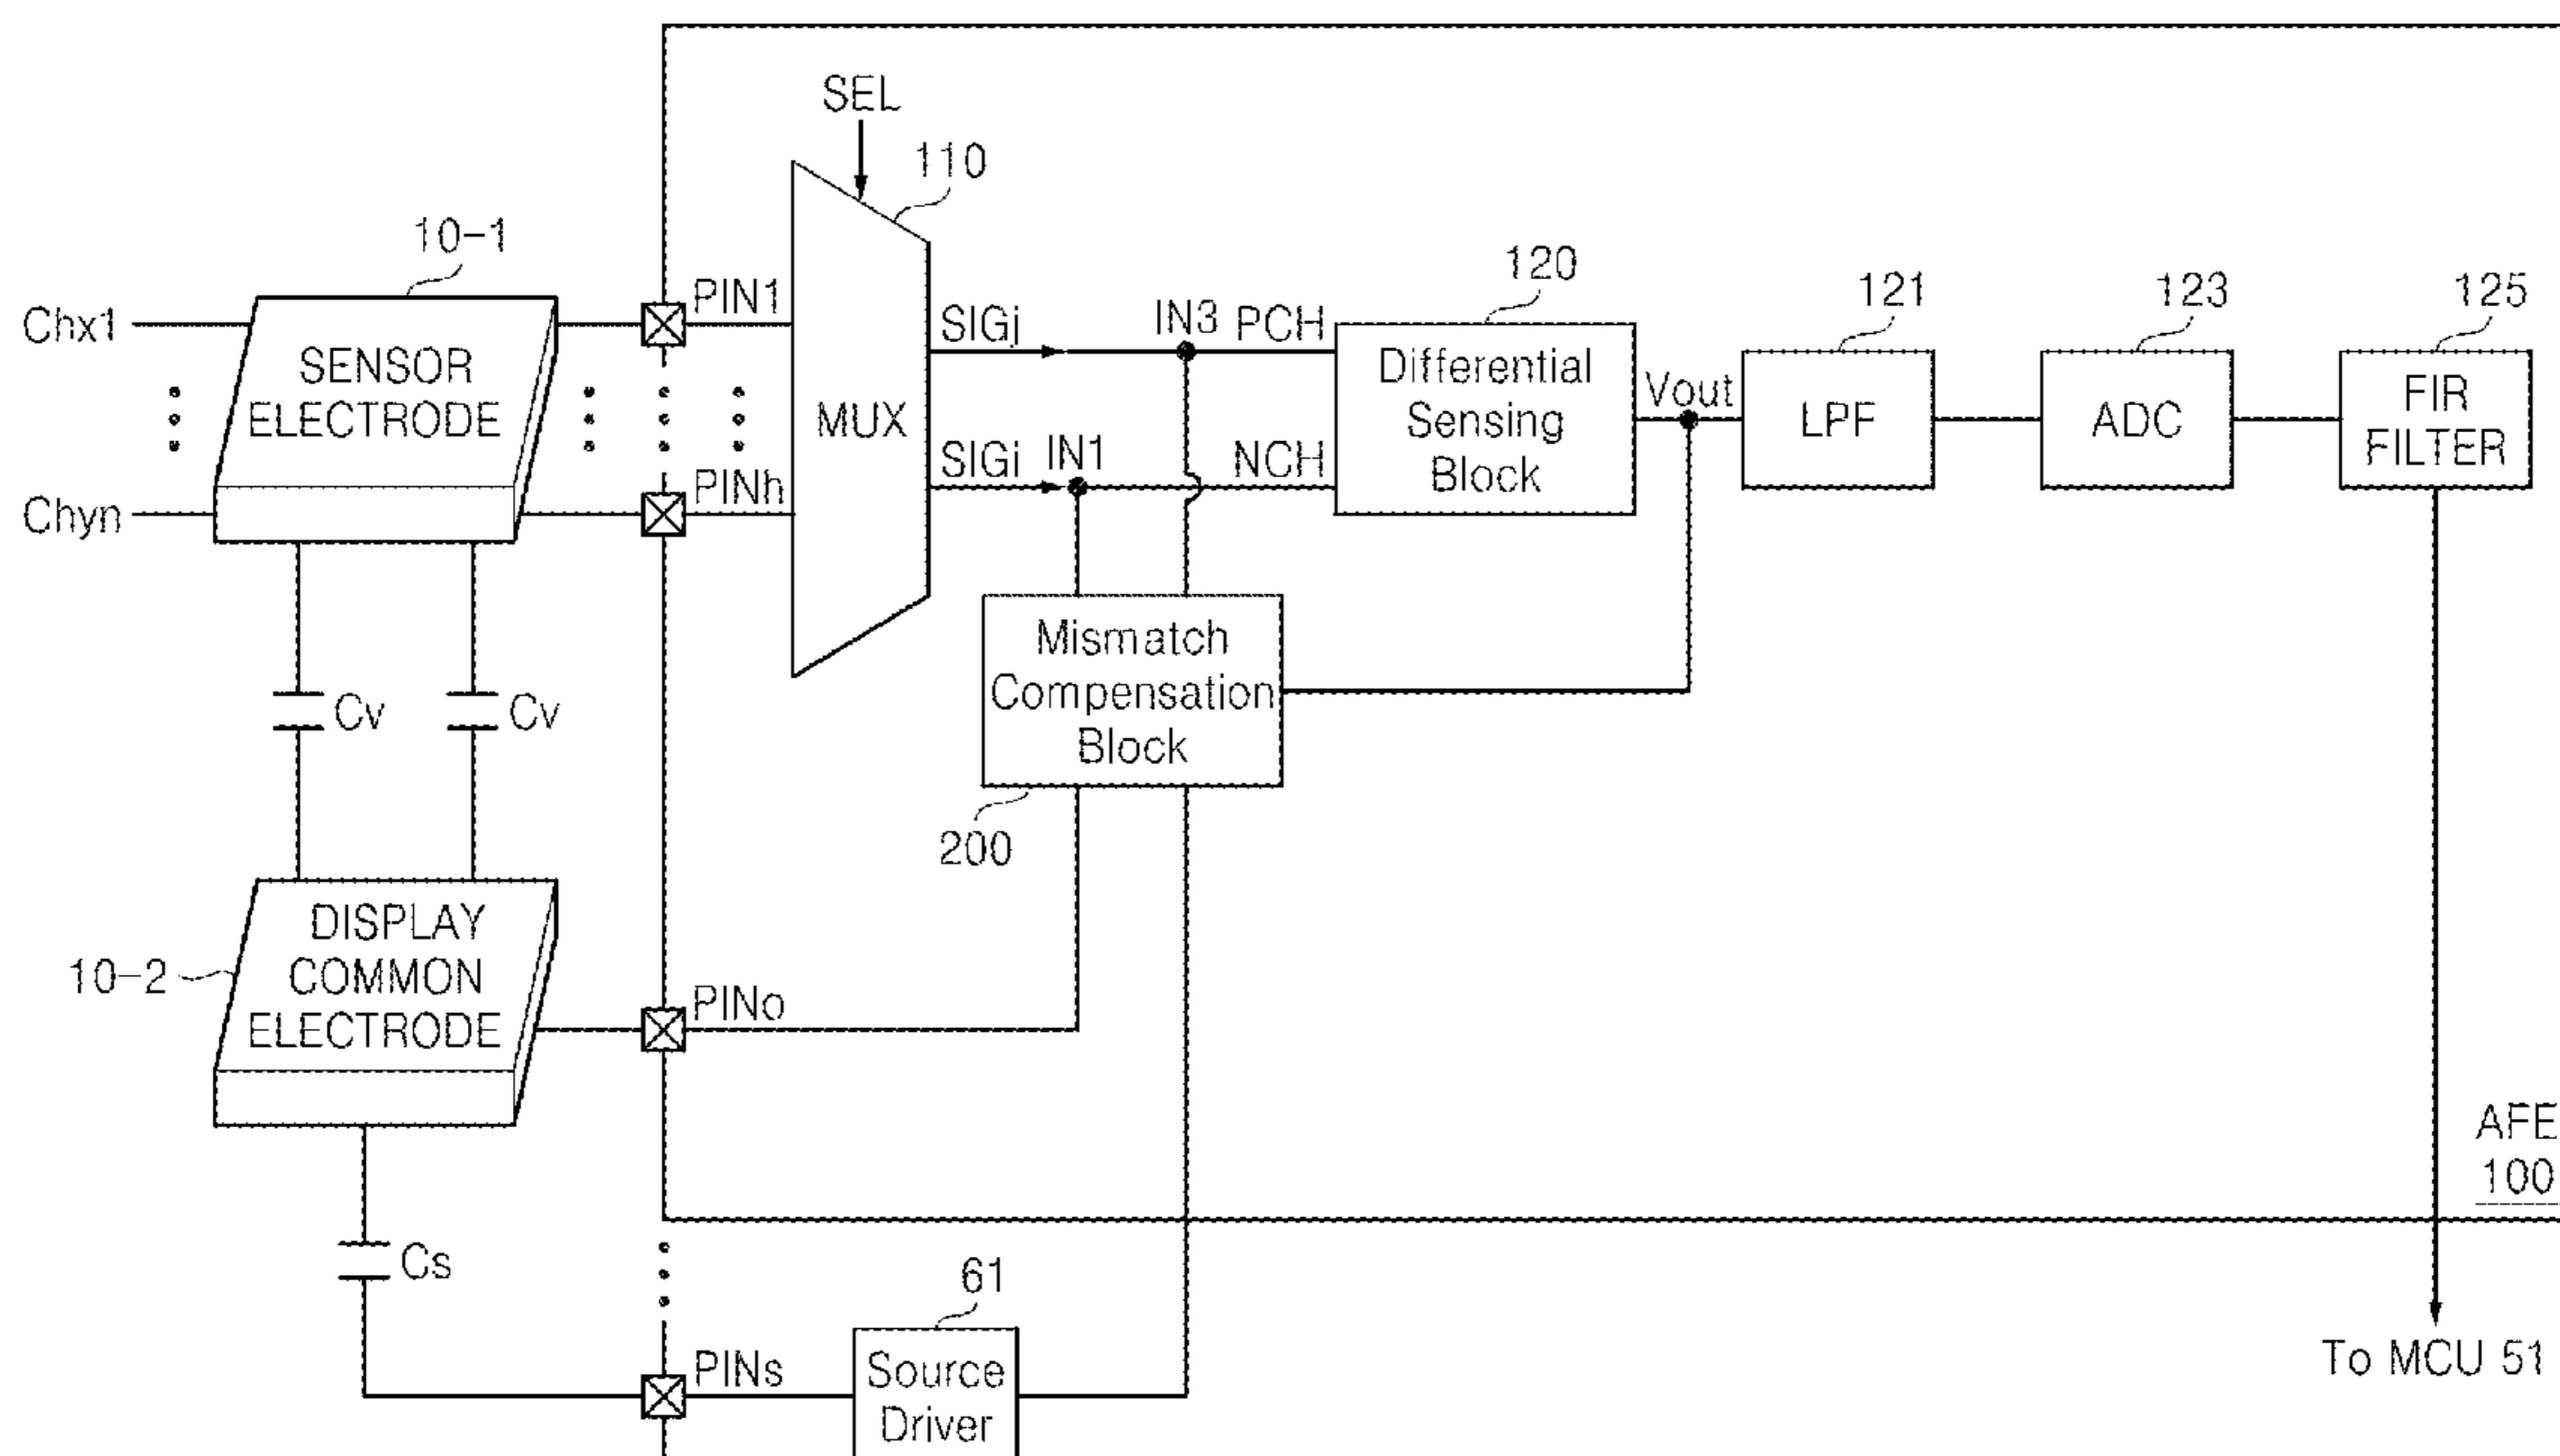 SEL
110
10-1
Chx1
SENSOR
ELECTRODE
Chyn
PIN1
PINh
MUX
SIGj
IN3
PCH
SIGi
IN1
NCH
120
Differential
Sensing
Block
Vout
121
LPF
123
ADC
125
FIR
FILTER
Mismatch
Compensation
Block
200
Cv
Cv
DISPLAY
COMMON
ELECTRODE
10-2
PINo
AFE
100
Cs
61
PINs
Source
Driver
To MCU 51